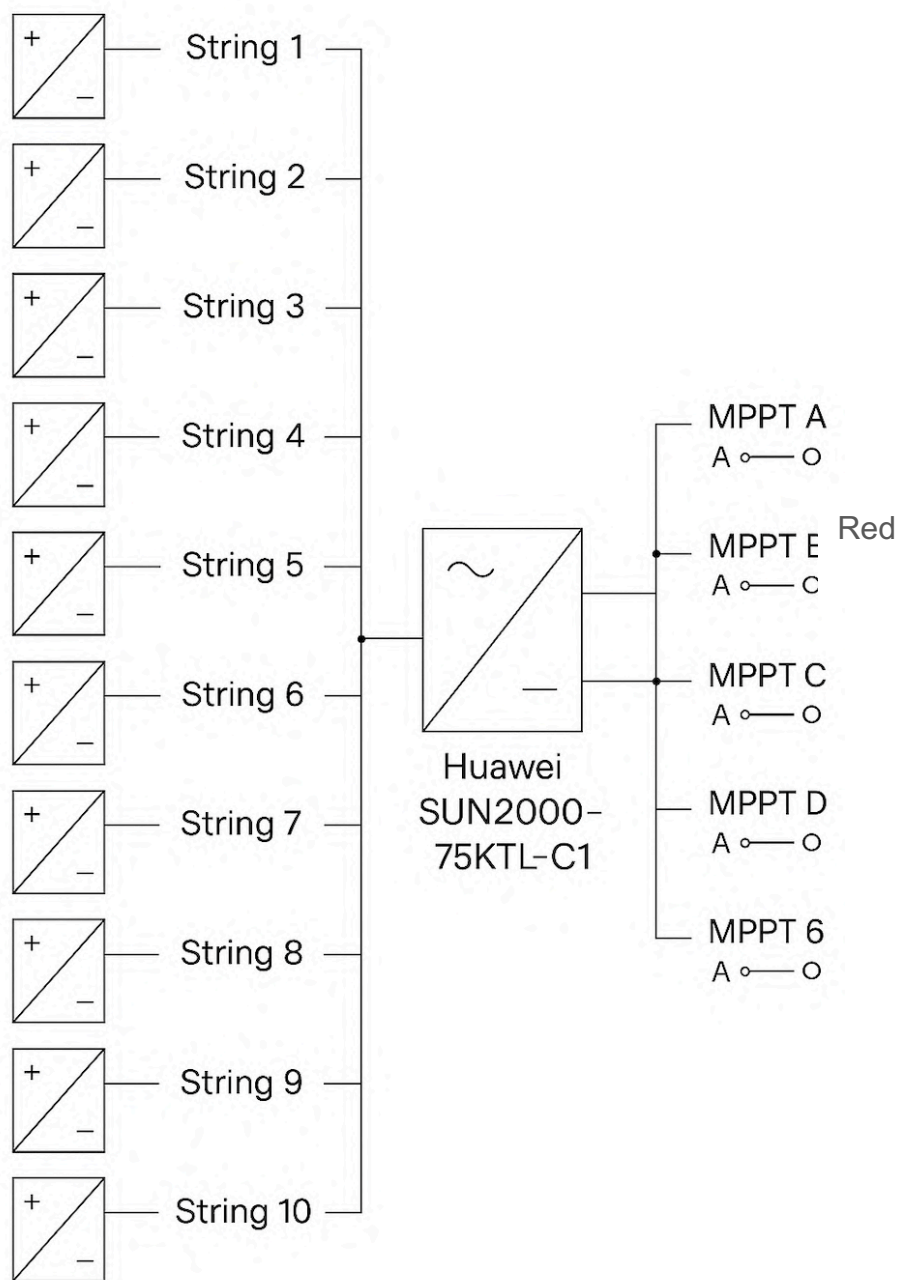 String 1
String 2
String 3
String 4
String 5
String 6
String 7
String 8
String 9
String 10
Huawei
SUN2000-
75KTL-C1
MPPT A
A
MPPT E
A
Red
MPPT C
A
MPPT D
A
MPPT 6
A